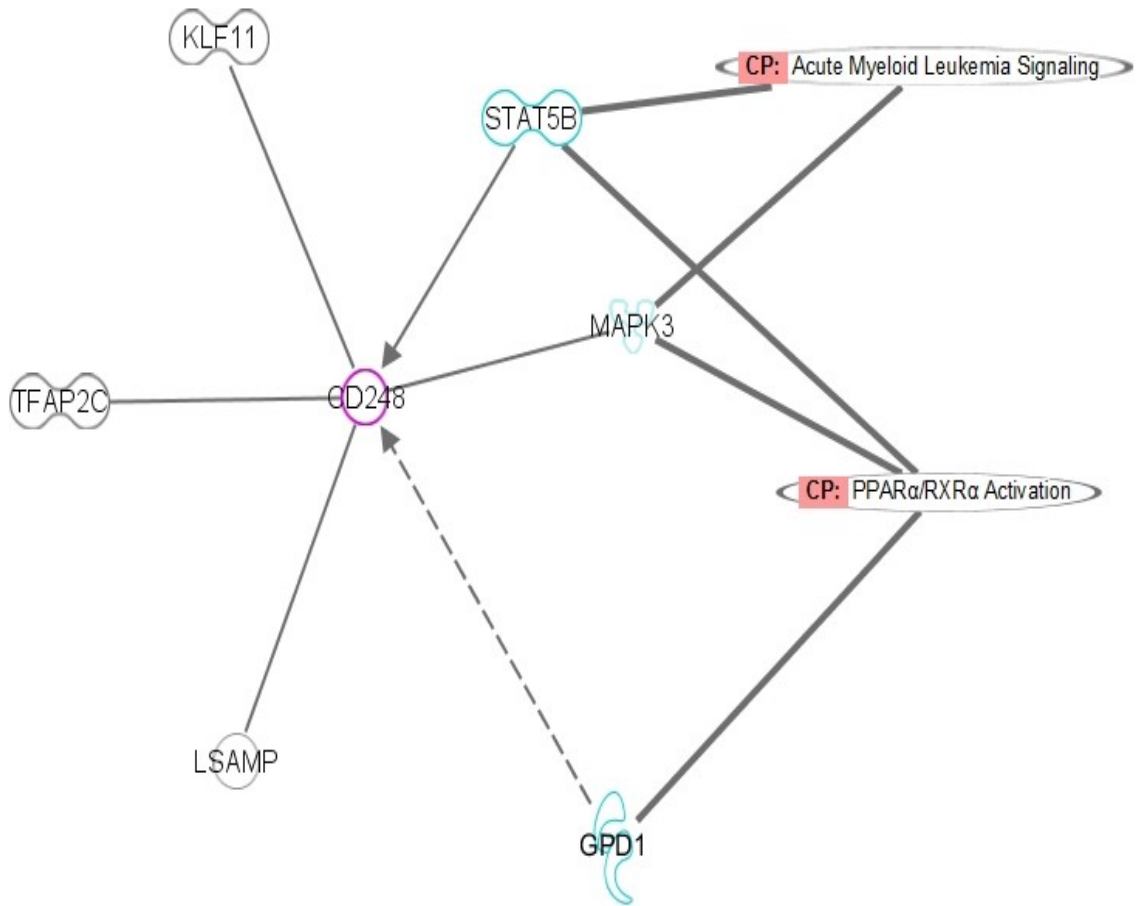 KLF11
CP: Acute Myeloid Leukemia Signaling
STAT5B
MAPK3
TFAP2C
CD248
CP: PPARα/RXRα Activation
LSAMP
GPD1